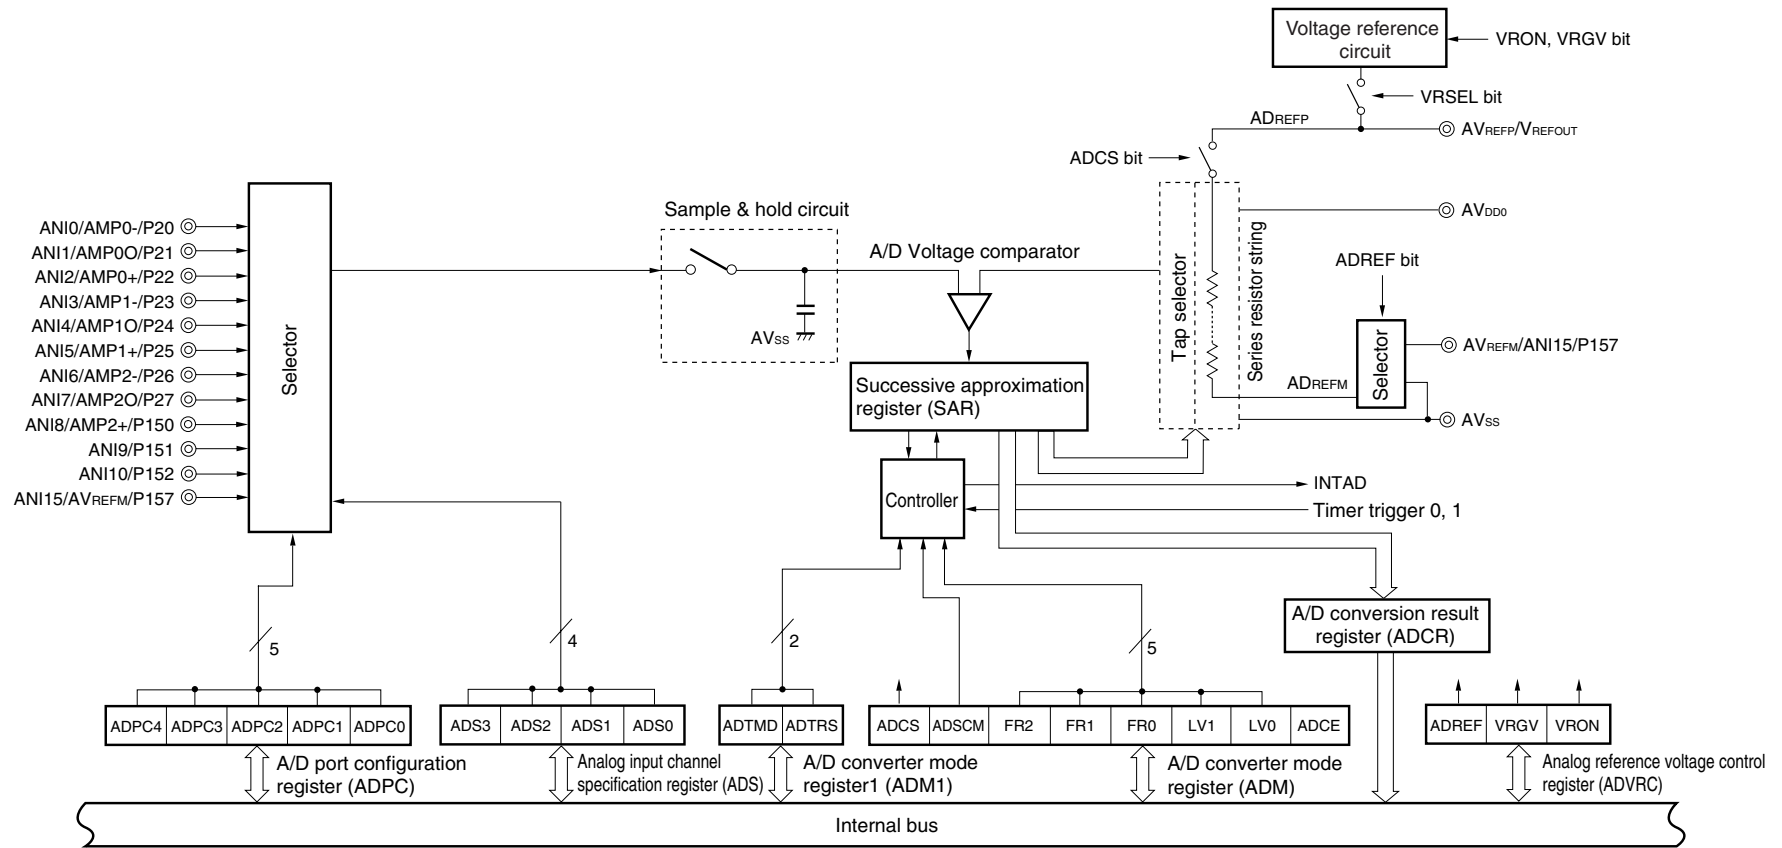 Voltage reference
circuit
VRON, VRGV bit
VRSEL bit
ADREFP
AVREFP/VREFOUT
ADCS bit
AVDD0
Sample & hold circuit
A/D Voltage comparator
AVSS
Tap selector
Series resistor string
ADREF bit
Selector
AVREFM/ANI15/P157
ADREFM
AVSS
ANI0/AMP0-/P20
ANI1/AMP0O/P21
ANI2/AMP0+/P22
ANI3/AMP1-/P23
ANI4/AMP1O/P24
ANI5/AMP1+/P25
ANI6/AMP2-/P26
ANI7/AMP2O/P27
ANI8/AMP2+/P150
ANI9/P151
ANI10/P152
ANI15/AVREFM/P157
Selector
Successive approximation
register (SAR)
Controller
INTAD
Timer trigger 0, 1
A/D conversion result
register (ADCR)
5
4
2
5
ADPC4 ADPC3 ADPC2 ADPC1 ADPC0
ADS3 ADS2 ADS1 ADS0
ADTMD ADTRS
ADCS ADSCM FR2 FR1 FR0 LV1 LV0 ADCE
ADREF VRGV VRON
A/D port configuration
register (ADPC)
Analog input channel
specification register (ADS)
A/D converter mode
register1 (ADM1)
A/D converter mode
register (ADM)
Analog reference voltage control
register (ADVRC)
Internal bus